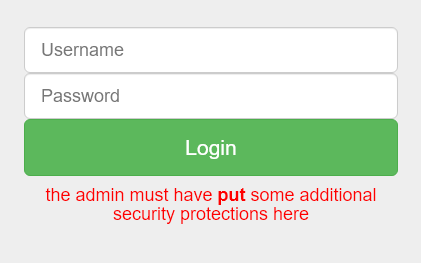 Username
Password
Login
the admin must have put some additional
security protections here